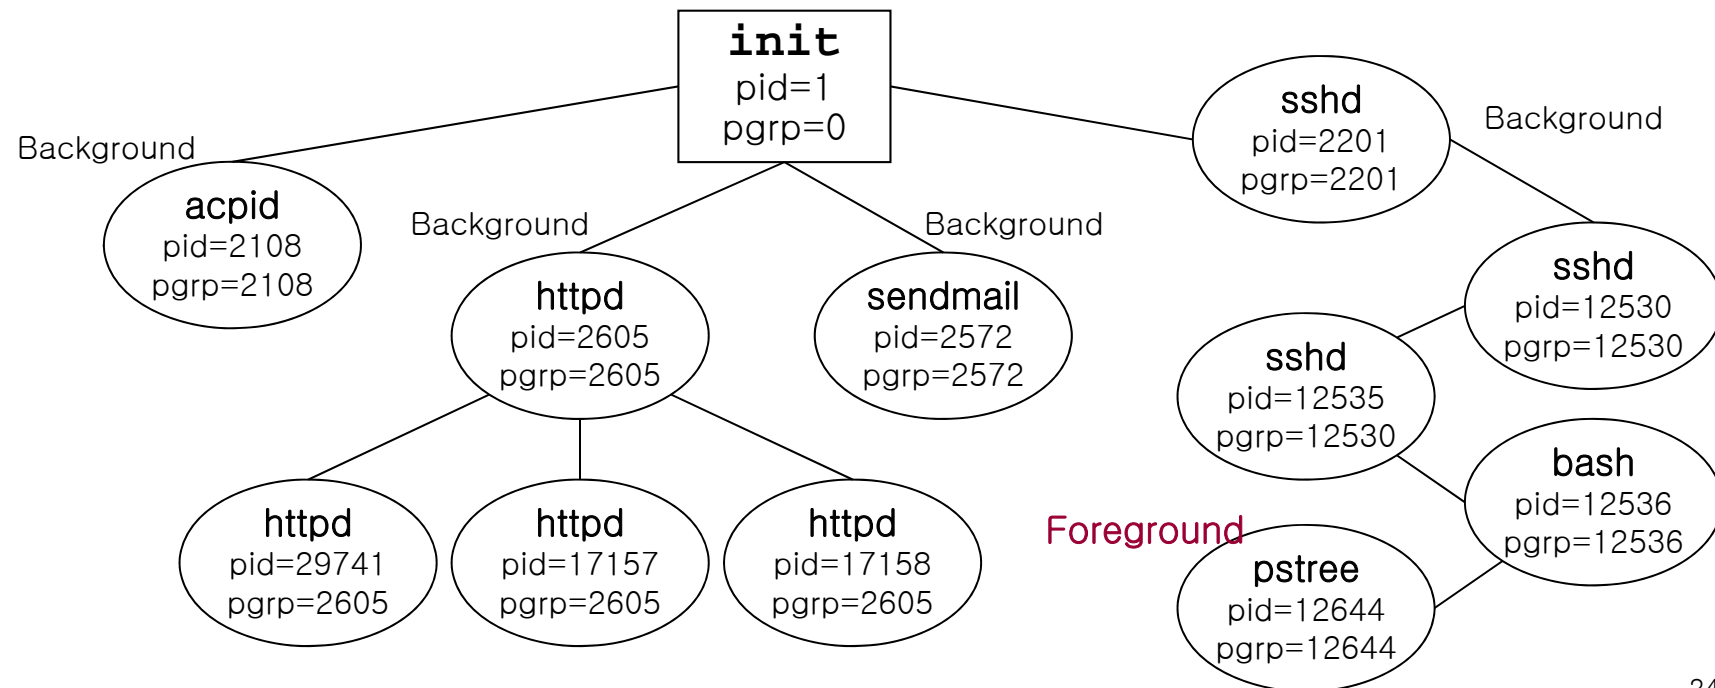 init
pid=1
pgrp=0
Background
acpid
pid=2108
pgrp=2108
Background
httpd
pid=2605
pgrp=2605
Background
sendmail
pid=2572
pgrp=2572
sshd
pid=2201
pgrp=2201
Background
sshd
pid=12530
pgrp=12530
sshd
pid=12535
pgrp=12530
bash
pid=12536
pgrp=12536
Foreground
pstree
pid=12644
pgrp=12644
httpd
pid=29741
pgrp=2605
httpd
pid=17157
pgrp=2605
httpd
pid=17158
pgrp=2605
24